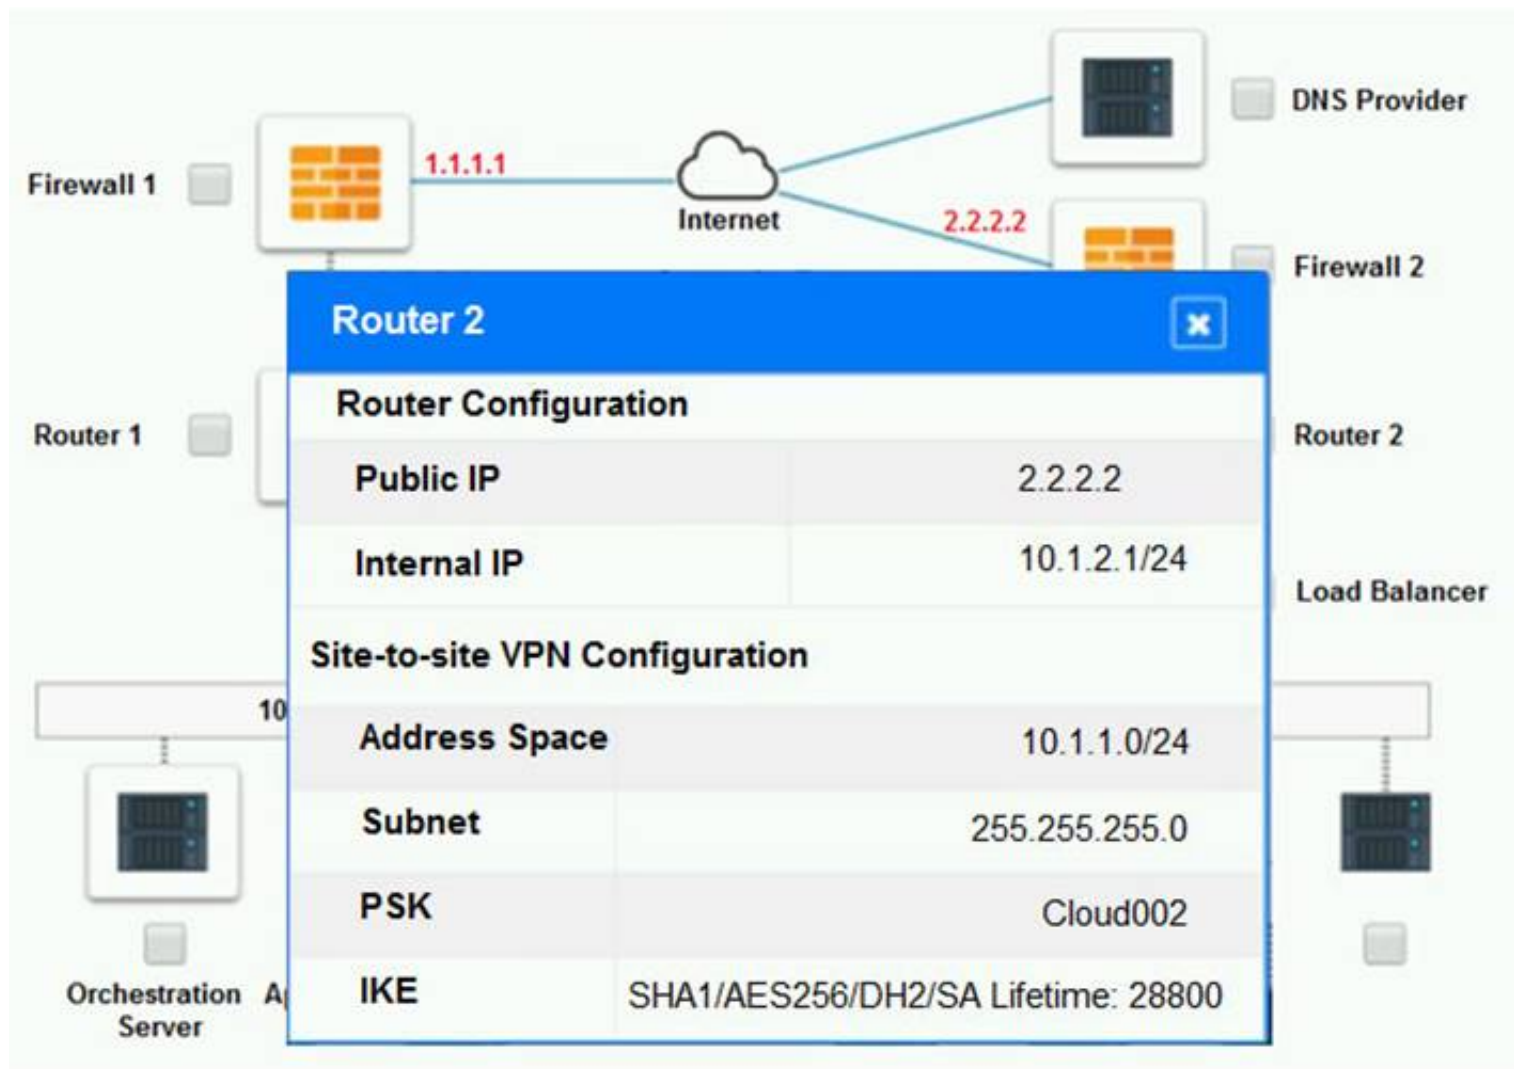 DNS Provider
1.1.1.1
Firewall 1
Internet
2.2.2.2
Firewall 2
Router 2
Router Configuration
Router 1
Router 2
Public IP 2.2.2.2
Internal IP 10.1.2.1/24
Load Balancer
Site-to-site VPN Configuration
10
Address Space 10.1.1.0/24
Subnet 255.255.255.0
PSK Cloud002
IKE SHA1/AES256/DH2/SA Lifetime: 28800
Orchestration
Server